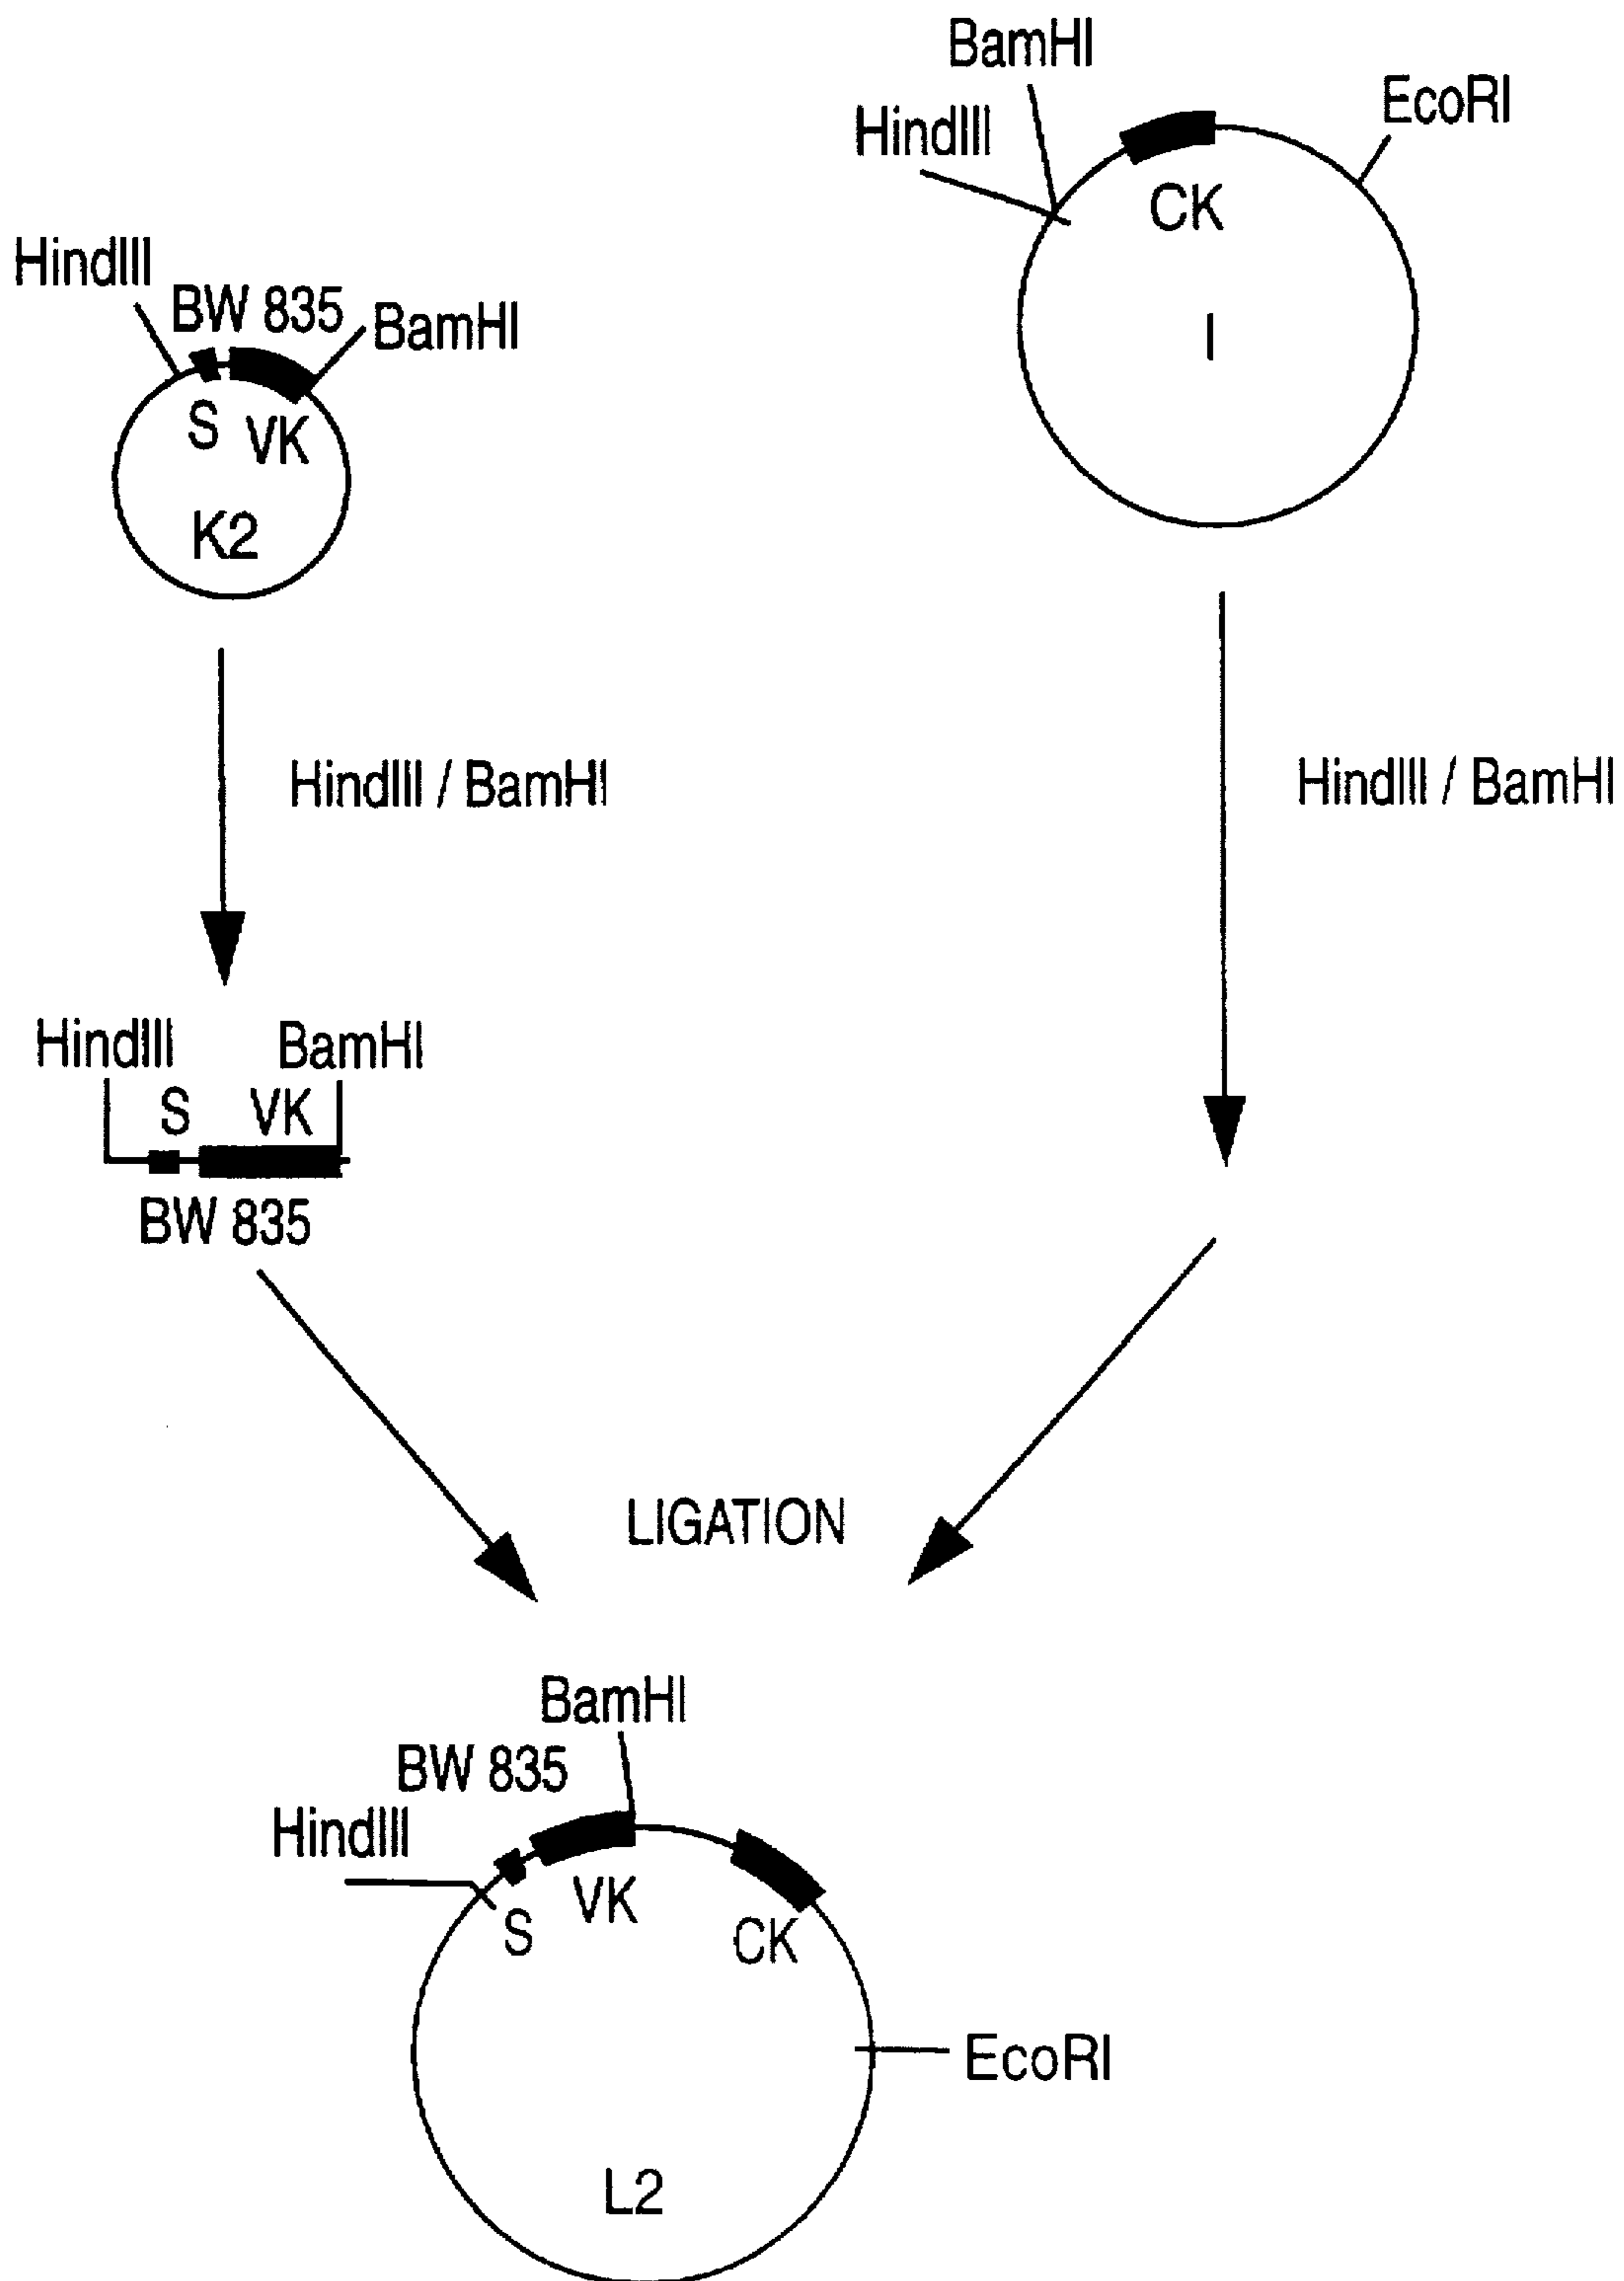 BamHI
HindIII
EcoRI
CK
I
HindIII
BW 835
BamHI
S
VK
K2
HindIII / BamHI
HindIII / BamHI
HindIII
BamHI
S
VK
BW 835
LIGATION
BamHI
BW 835
HindIII
S
VK
CK
EcoRI
L2